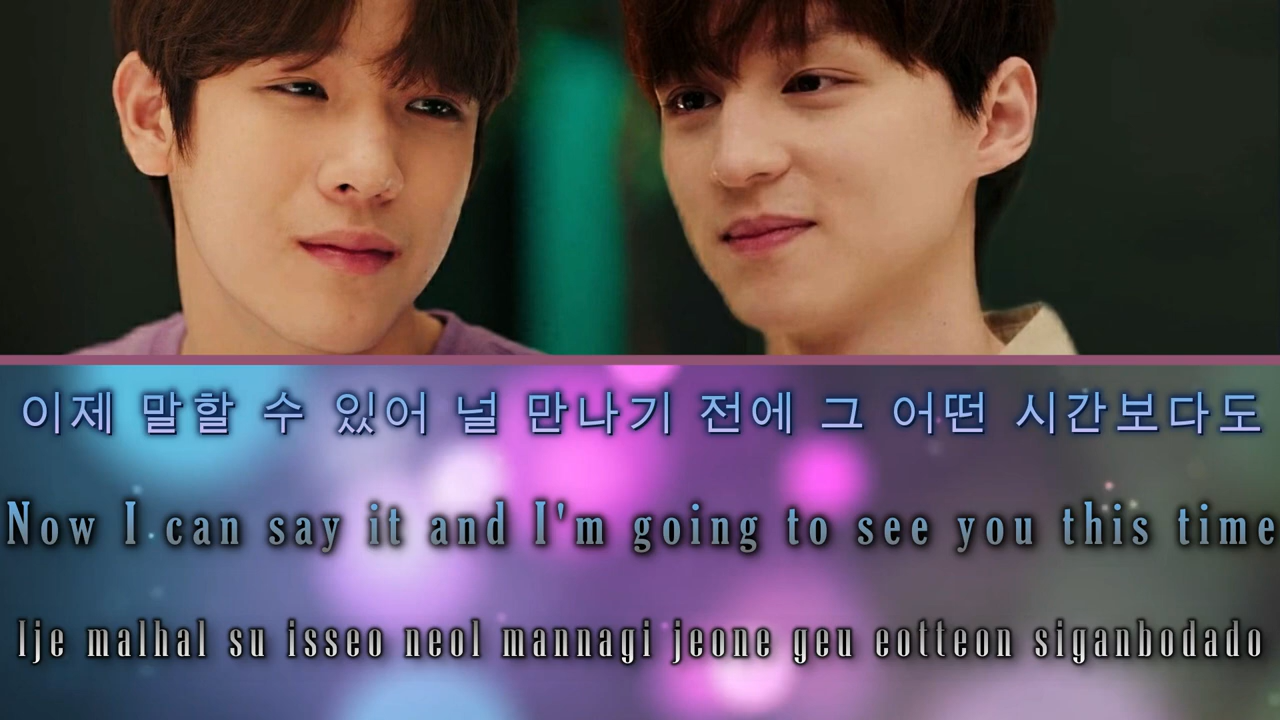 이제 말할 수 있어 널 만나기 전에 그 어떤 시간보다도
Now I can say it and I'm going to see you this time
Ije malhal su isseo neol mannagi jeone geu eotteon siganbodado